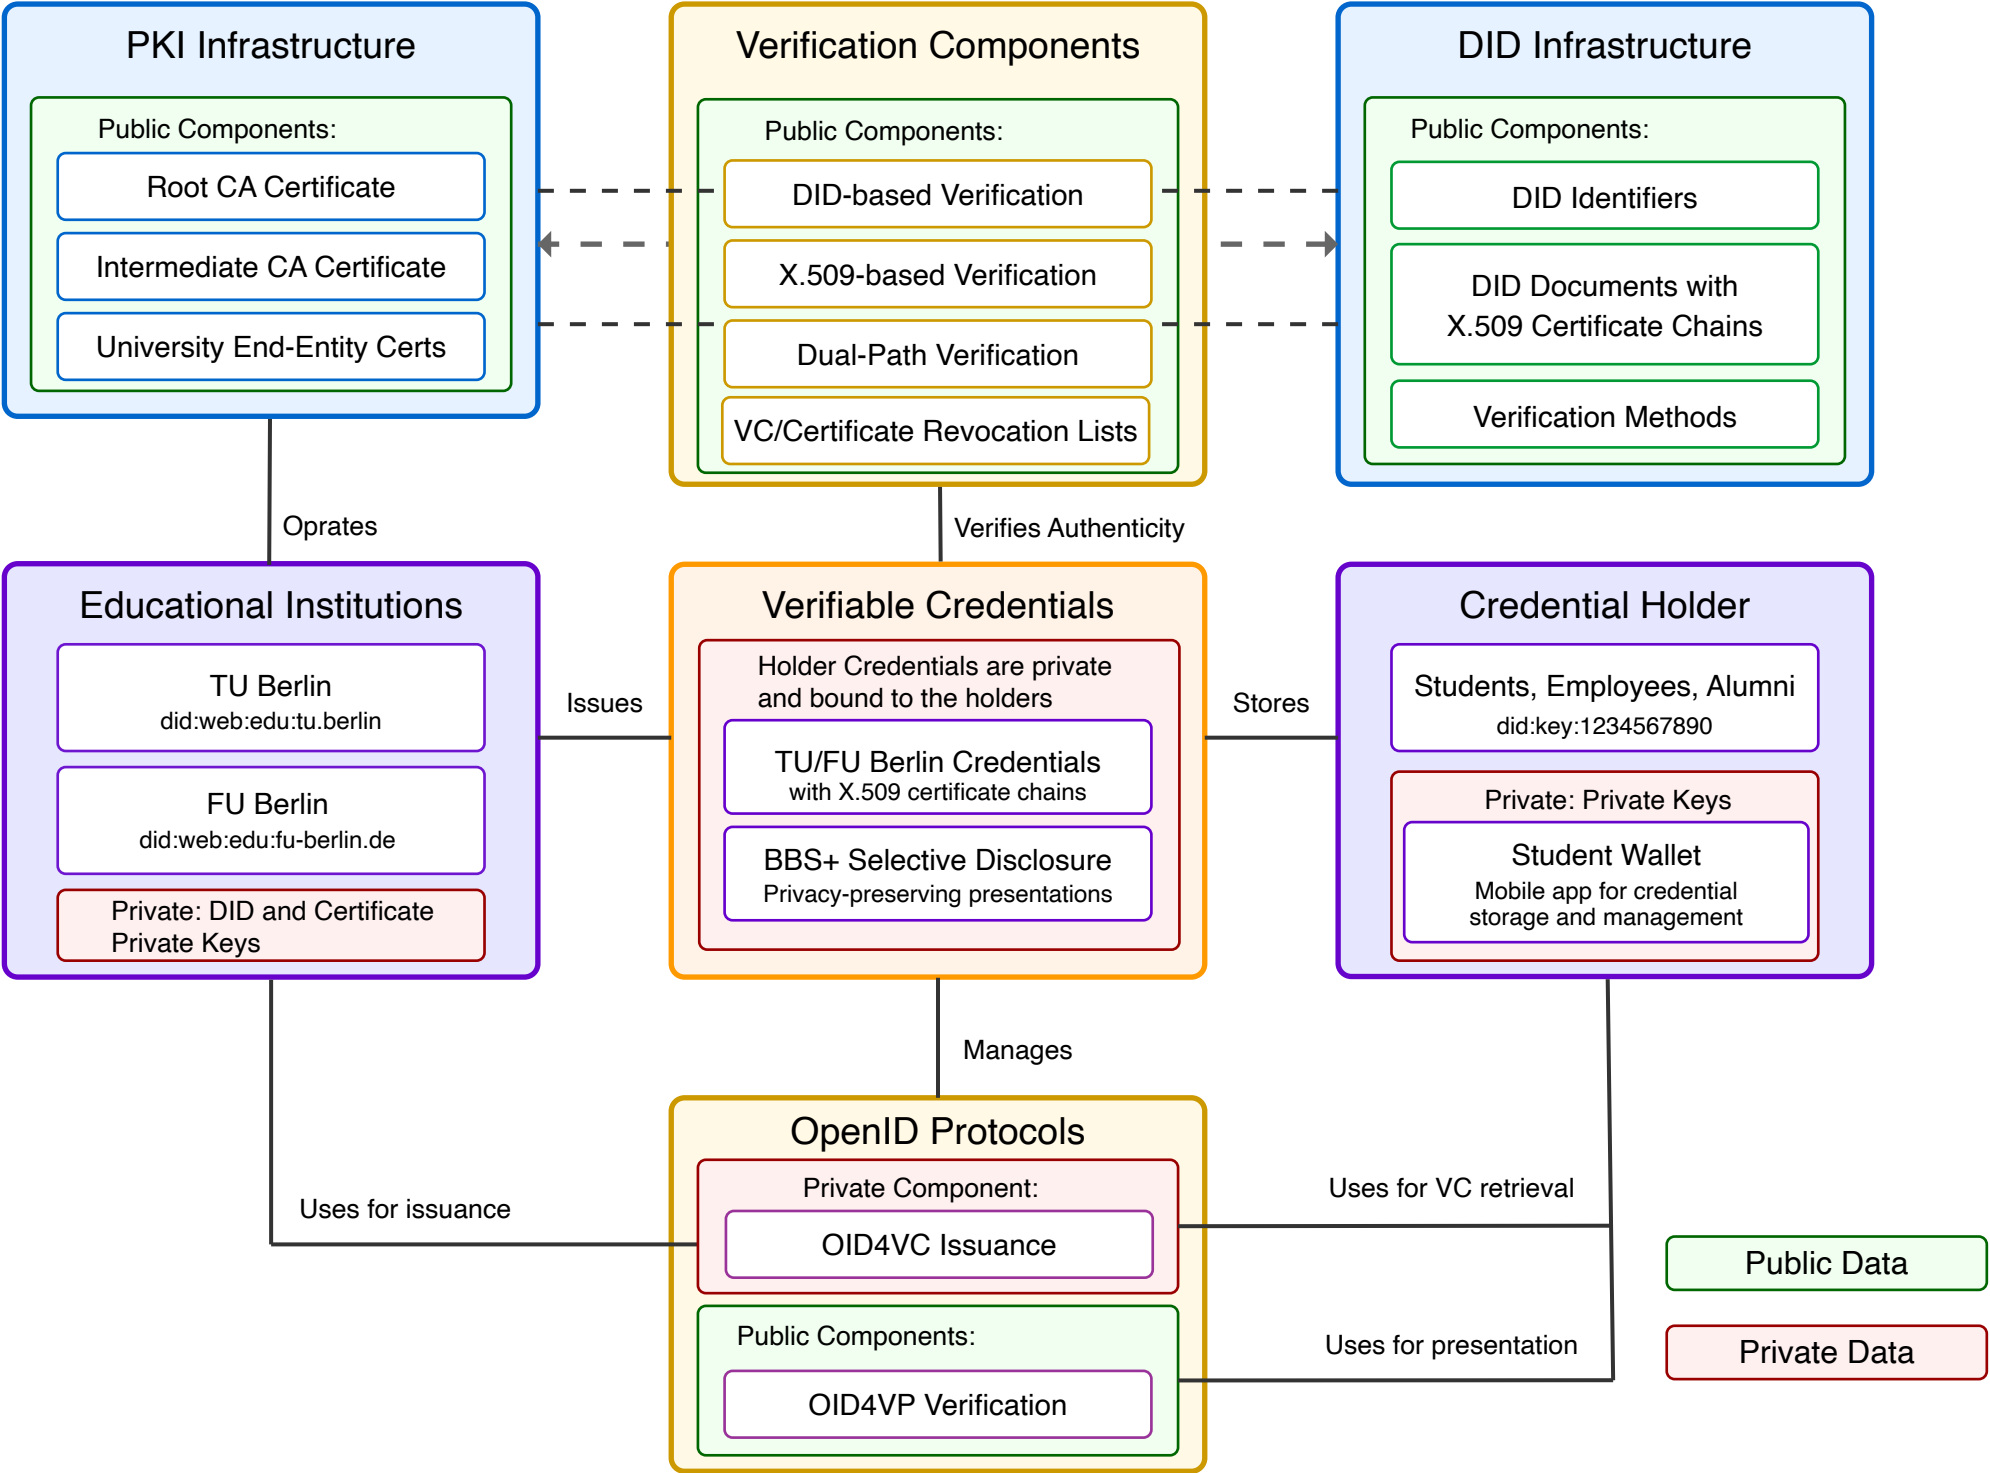 PKI Infrastructure
Public Components:
Root CA Certificate
Intermediate CA Certificate
University End-Entity Certs
Verification Components
Public Components:
DID-based Verification
X.509-based Verification
Dual-Path Verification
VC/Certificate Revocation Lists
DID Infrastructure
Public Components:
DID Identifiers
DID Documents with
X.509 Certificate Chains
Verification Methods
Oprates
Verifies Authenticity
Educational Institutions
TU Berlin
did:web:edu:tu.berlin
FU Berlin
did:web:edu:fu-berlin.de
Private: DID and Certificate
Private Keys
Issues
Verifiable Credentials
Holder Credentials are private
and bound to the holders
TU/FU Berlin Credentials
with X.509 certificate chains
BBS+ Selective Disclosure
Privacy-preserving presentations
Stores
Credential Holder
Students, Employees, Alumni
did:key:1234567890
Private: Private Keys
Student Wallet
Mobile app for credential
storage and management
Manages
OpenID Protocols
Private Component:
OID4VC Issuance
Public Components:
OID4VP Verification
Uses for issuance
Uses for VC retrieval
Uses for presentation
Public Data
Private Data